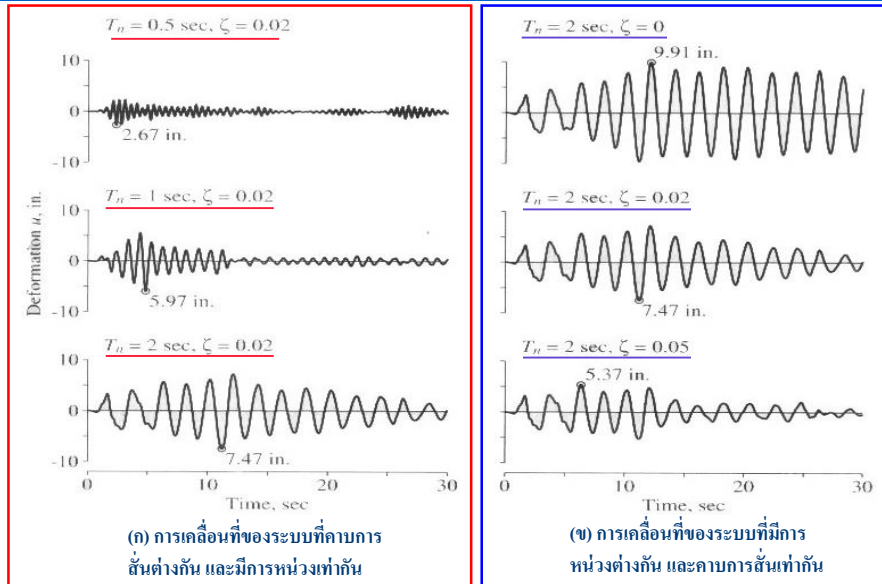 Tn = 0.5 sec, ζ = 0.02
10
0
-10
2.67 in.
Tn = 1 sec, ζ = 0.02
10
0
-10
5.97 in.
Deformation u, in.
Tn = 2 sec, ζ = 0.02
10
0
-10
7.47 in.
0 10 20 30
Time, sec
(ก) การเคลื่อนที่ของระบบที่คาบการ
สั่นต่างกัน และมีการหน่วงเท่ากัน
Tn = 2 sec, ζ = 0
9.91 in.
Tn = 2 sec, ζ = 0.02
7.47 in.
Tn = 2 sec, ζ = 0.05
5.37 in.
0 10 20 30
Time, sec
(ข) การเคลื่อนที่ของระบบที่มีการ
หน่วงต่างกัน และคาบการสั่นเท่ากัน